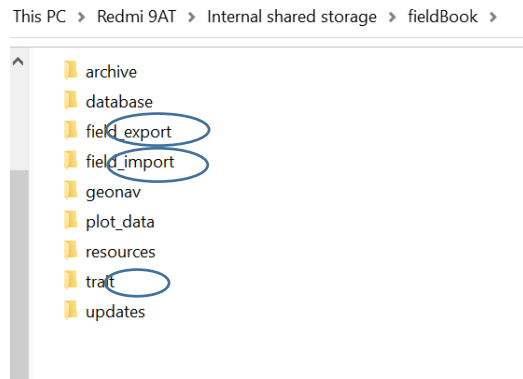 This PC > Redmi 9AT > Internal shared storage > fieldBook >
archive
database
field_export
field_import
geonav
plot_data
resources
trait
updates